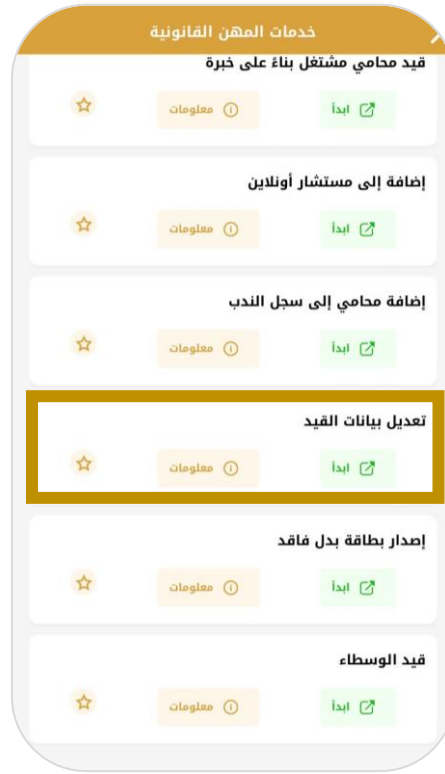 خدمات المهن القانونية
قيد محامي مشتغل بناءً على خبرة
ابدأ معلومات
إضافة إلى مستشار أونلاين
ابدأ معلومات
إضافة محامي إلى سجل الندب
ابدأ معلومات
تعديل بيانات القيد
ابدأ معلومات
إصدار بطاقة بدل فاقد
ابدأ معلومات
قيد الوسطاء
ابدأ معلومات